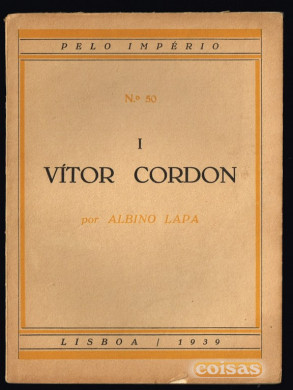 PELO IMPÉRIO
N.º 50
I
VÍTOR CORDON
por ALBINO LAPA
LISBOA / 1939
coisas